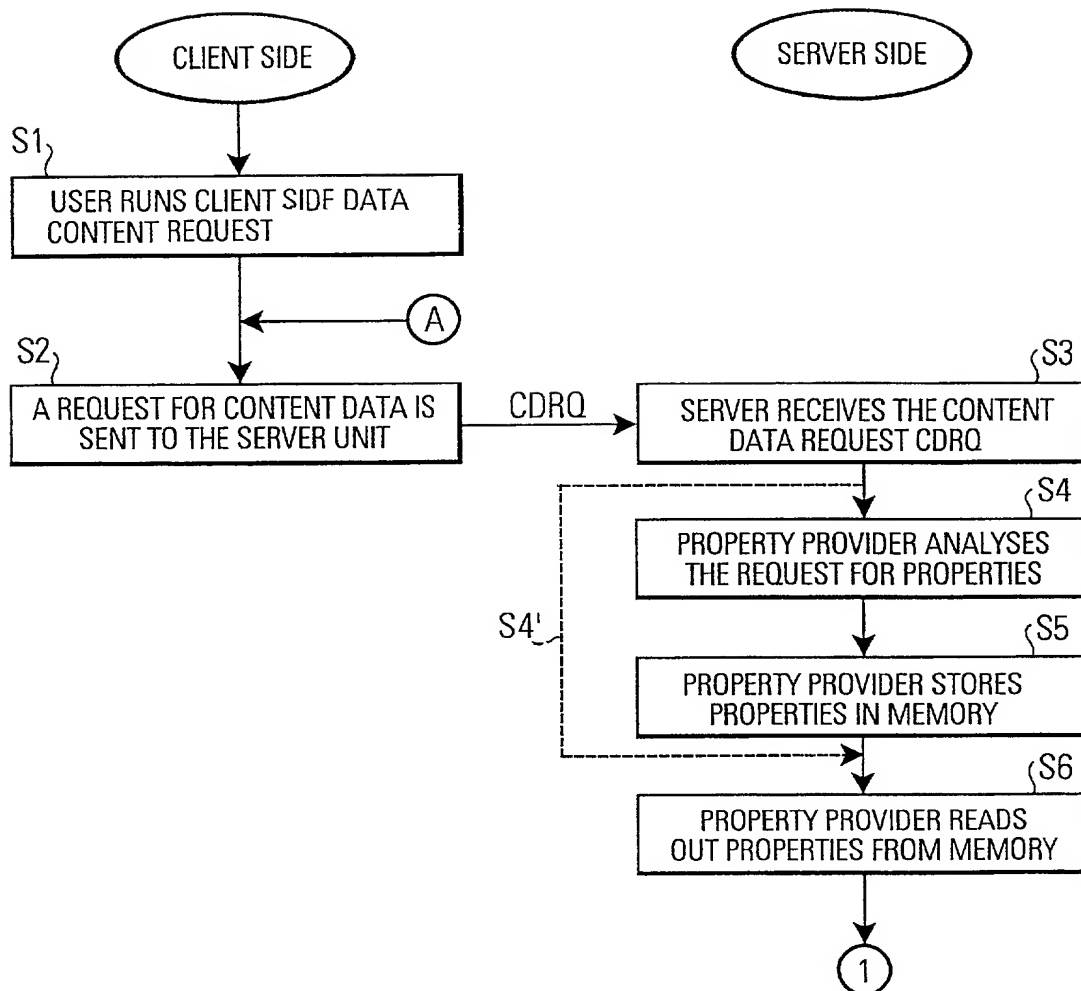 CLIENT SIDE
SERVER SIDE
S1
USER RUNS CLIENT SIDF DATA
CONTENT REQUEST
A
S2
A REQUEST FOR CONTENT DATA IS
SENT TO THE SERVER UNIT
CDRQ
S3
SERVER RECEIVES THE CONTENT
DATA REQUEST CDRQ
S4
PROPERTY PROVIDER ANALYSES
THE REQUEST FOR PROPERTIES
S4'
S5
PROPERTY PROVIDER STORES
PROPERTIES IN MEMORY
S6
PROPERTY PROVIDER READS
OUT PROPERTIES FROM MEMORY
1